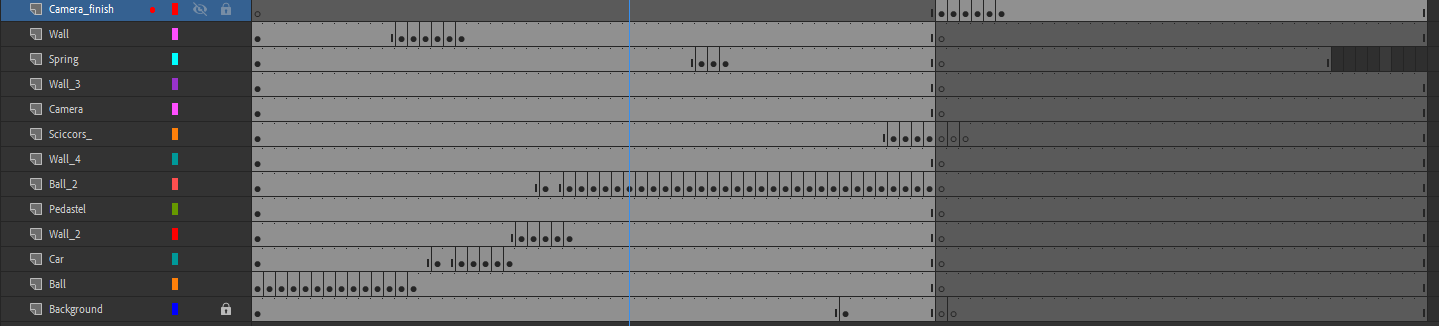 Camera_finish
Wall
Spring
Wall_3
Camera
Sciccors_
Wall_4
Ball_2
Pedastel
Wall_2
Car
Ball
Background